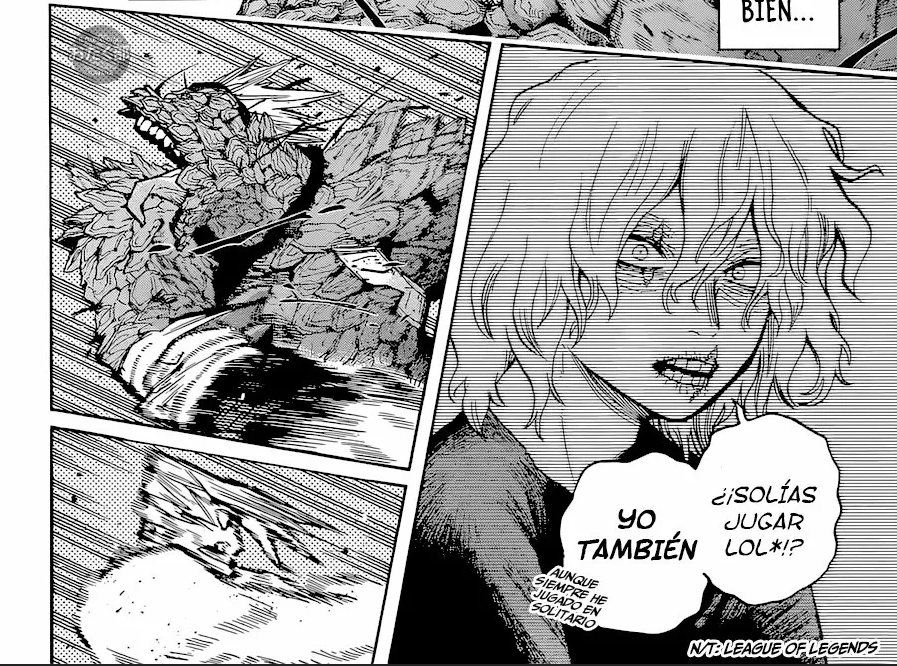 BIEN...
¿¡SOLÍAS
JUGAR
LOL*!?
YO
TAMBIÉN
AUNQUE
SIEMPRE HE
JUGADO EN
SOLITARIO
N/T: LEAGUE OF LEGENDS